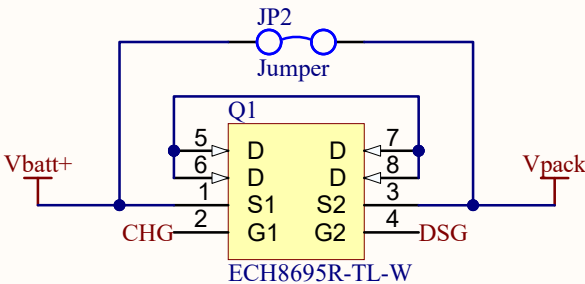 JP2
Jumper
Q1
5 D D 7
6 D D 8
Vbatt+ 1 S1 S2 3 Vpack
CHG 2 G1 G2 4 DSG
ECH8695R-TL-W